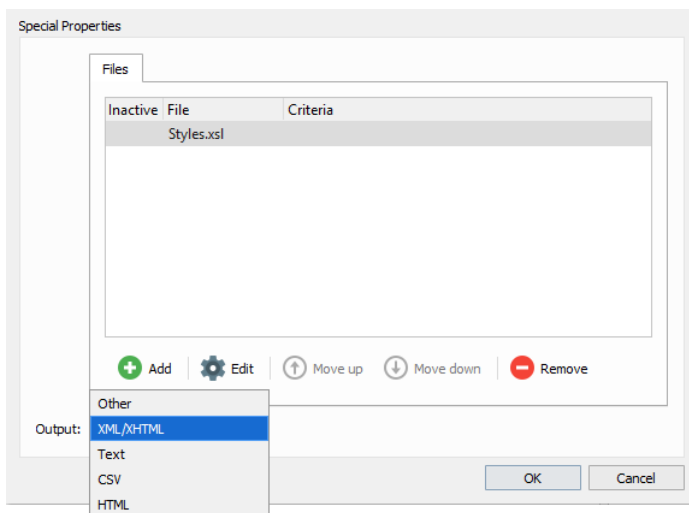 Special Properties
Files
Inactive File Criteria
Styles.xsl
Add Edit Move up Move down Remove
Other
Output: XML/XHTML
Text
CSV
OK Cancel
HTML